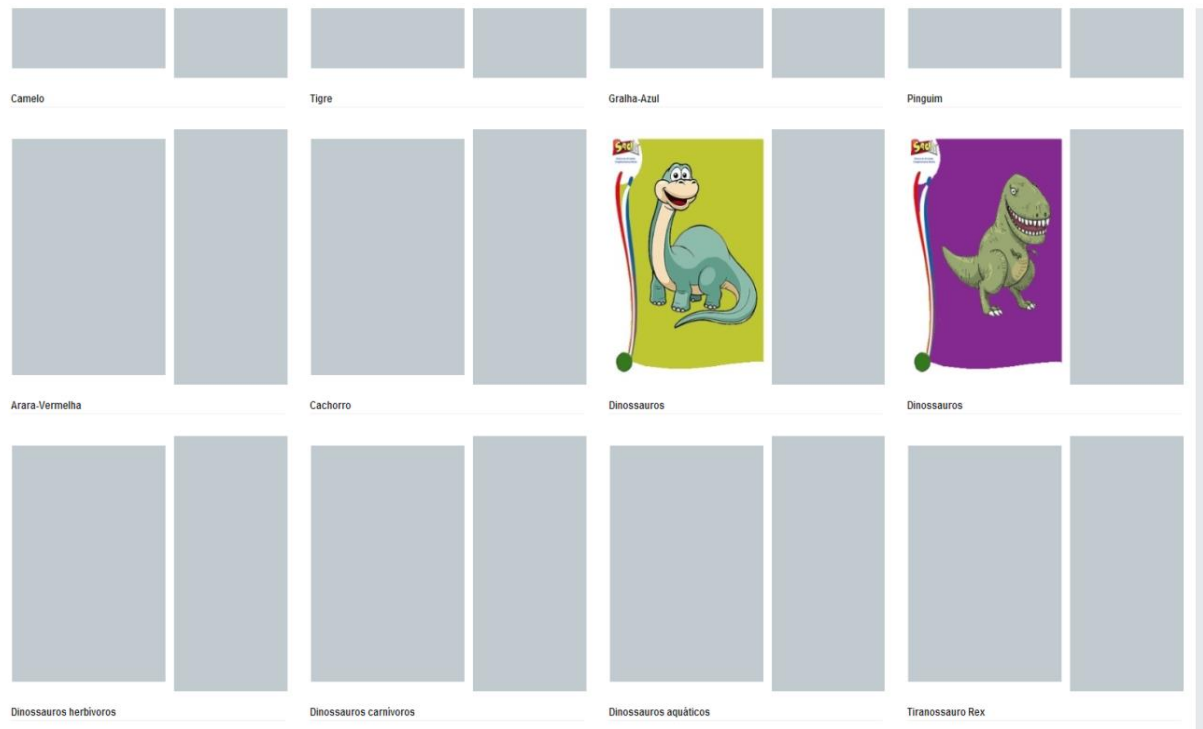 Camelo
Tigre
Gralha-Azul
Pinguim
Arara-Vermelha
Cachorro
Dinossauros
Dinossauros
Dinossauros herbívoros
Dinossauros carnívoros
Dinossauros aquáticos
Tiranossauro Rex